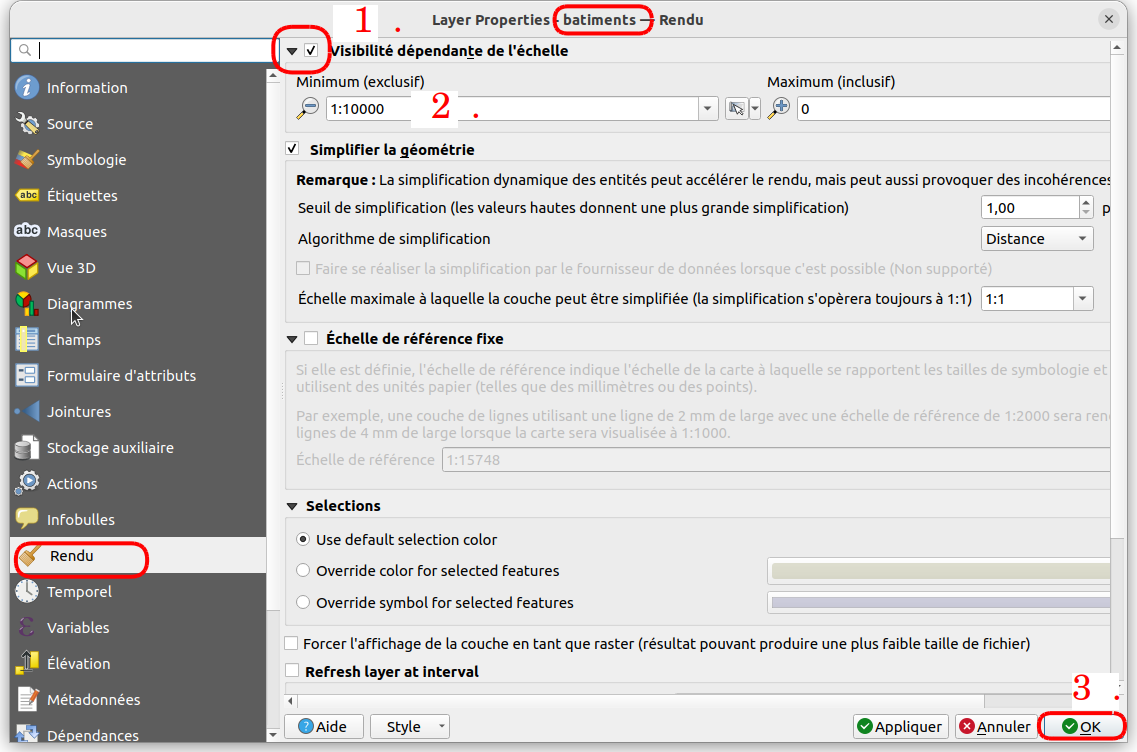 1 .
Layer Properties - batiments — Rendu
Visibilité dépendante de l'échelle
Information
Source
Symbologie
abc Étiquettes
abc Masques
Vue 3D
Diagrammes
Champs
Formulaire d'attributs
Jointures
Stockage auxiliaire
Actions
Infobulles
Rendu
Temporel
Variables
Élévation
Métadonnées
Dépendances
Minimum (exclusif) Maximum (inclusif)
1:10000 2 . 0
Simplifier la géométrie
Remarque : La simplification dynamique des entités peut accélérer le rendu, mais peut aussi provoquer des incohérences
Seuil de simplification (les valeurs hautes donnent une plus grande simplification) 1,00 p
Algorithme de simplification Distance
Faire se réaliser la simplification par le fournisseur de données lorsque c'est possible (Non supporté)
Échelle maximale à laquelle la couche peut être simplifiée (la simplification s'opèrera toujours à 1:1) 1:1
Échelle de référence fixe
Si elle est définie, l'échelle de référence indique l'échelle de la carte à laquelle se rapportent les tailles de symbologie et
utilisent des unités papier (telles que des millimètres ou des points).
Par exemple, une couche de lignes utilisant une ligne de 2 mm de large avec une échelle de référence de 1:2000 sera ren
lignes de 4 mm de large lorsque la carte sera visualisée à 1:1000.
Échelle de référence 1:15748
Selections
Use default selection color
Override color for selected features
Override symbol for selected features
Forcer l'affichage de la couche en tant que raster (résultat pouvant produire une plus faible taille de fichier)
Refresh layer at interval
3 .
Aide Style Appliquer Annuler OK